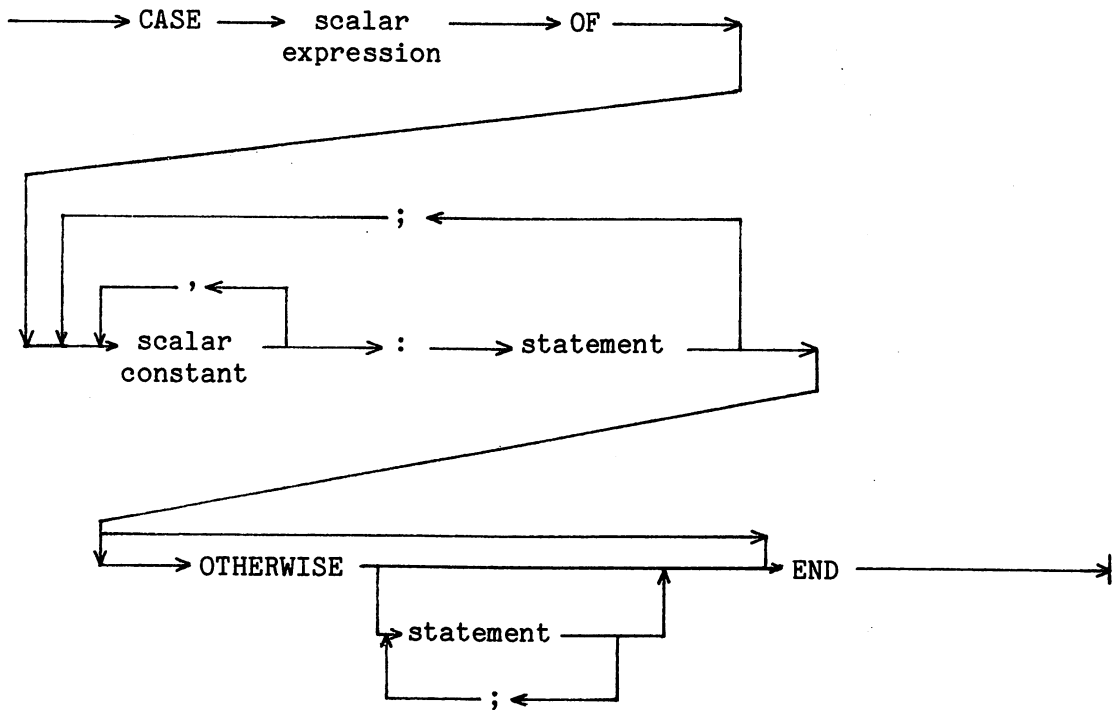 CASE scalar expression OF
;
,
scalar constant : statement
OTHERWISE END
statement
;